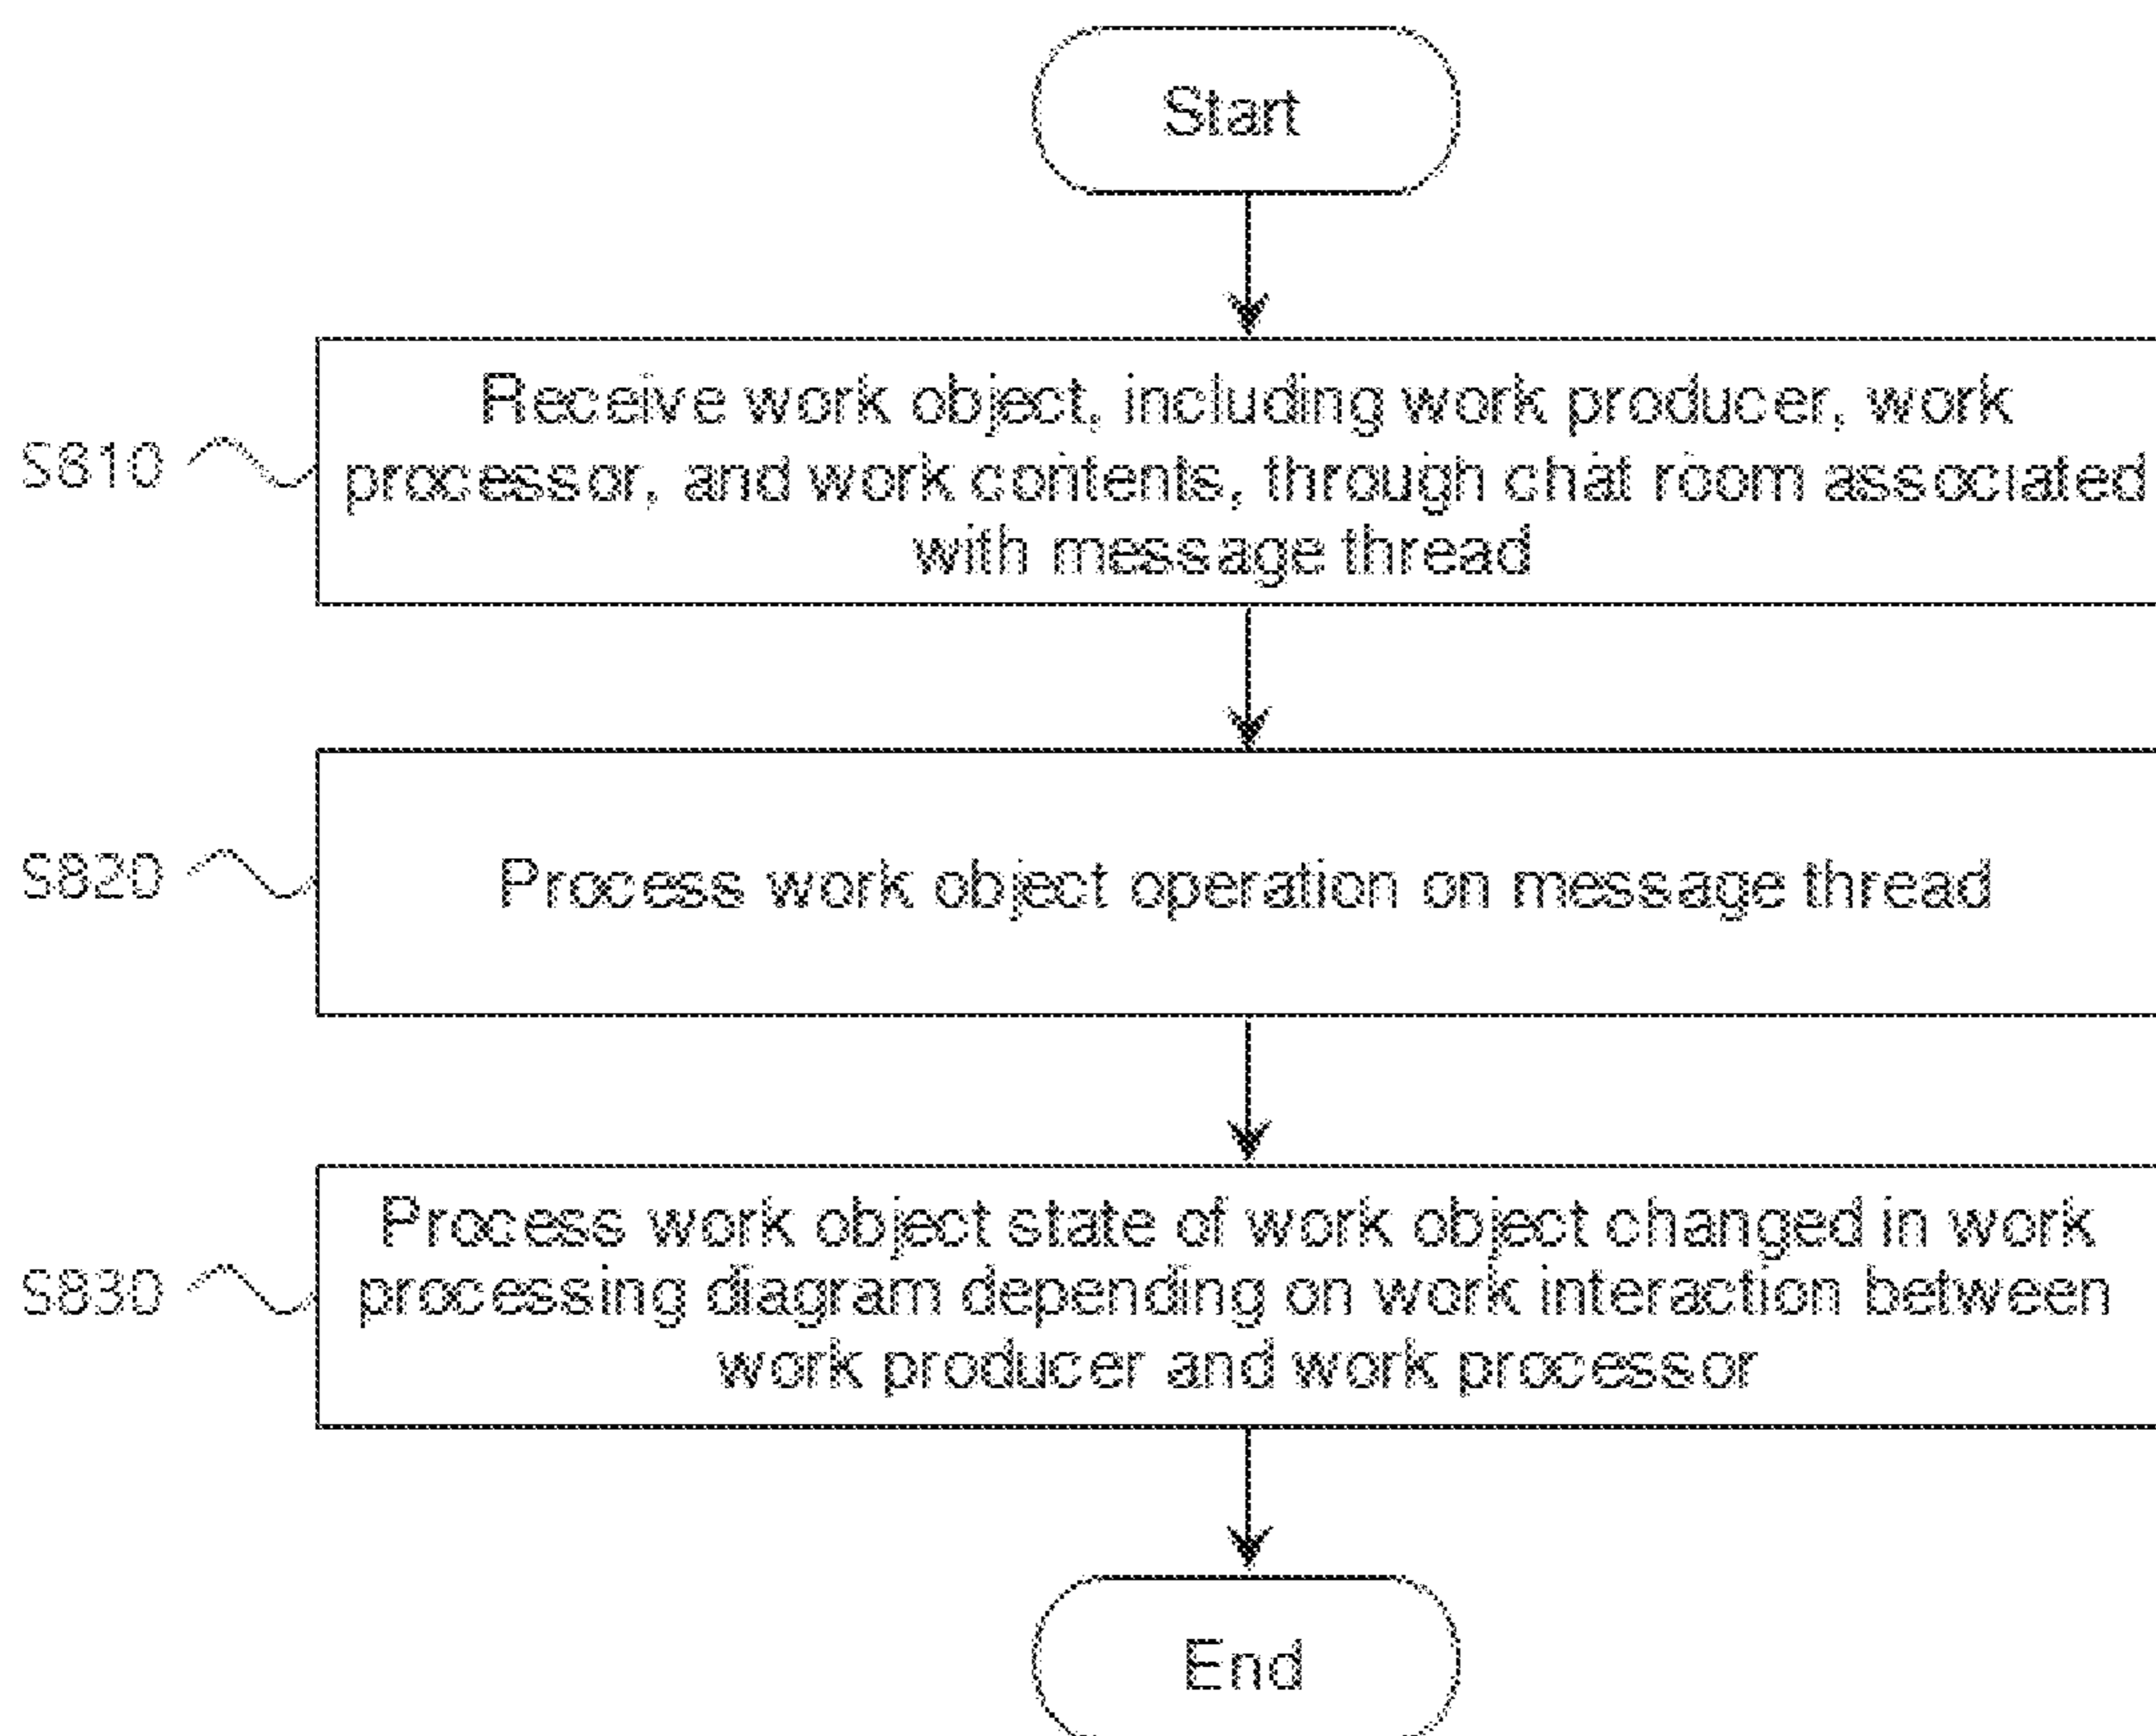 Start
Receive work object, including work producer, work
S810
processor, and work contents, through chat room associated
with message thread
S820
Process work object operation on message thread
Process work object state of work object changed in work
S830
processing diagram depending on work interaction between
work producer and work processor
End